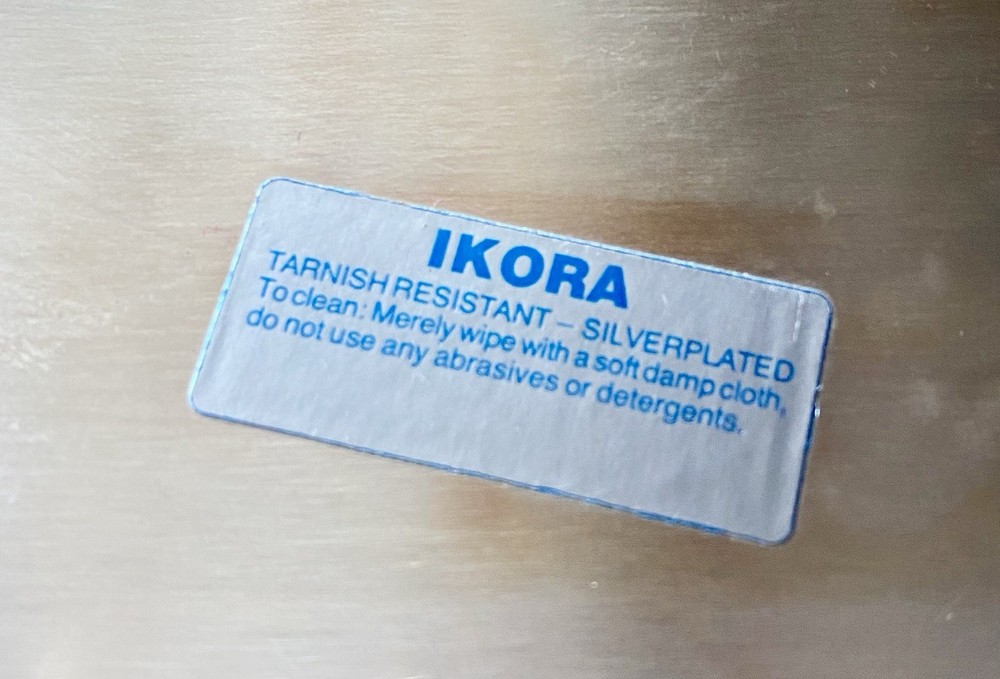 IKORA
TARNISH RESISTANT – SILVERPLATED
To clean: Merely wipe with a soft damp cloth,
do not use any abrasives or detergents.